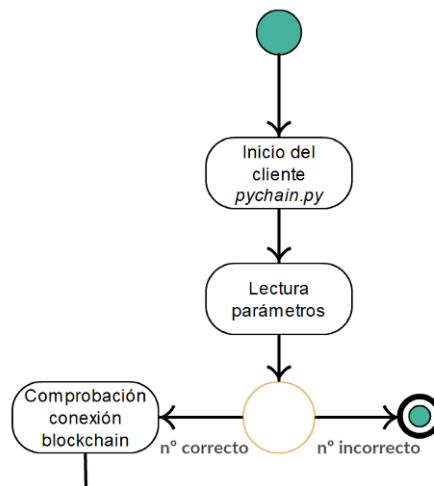 Inicio del
cliente
pychain.py
Lectura
parámetros
Comprobación
conexión
blockchain
nº correcto
nº incorrecto